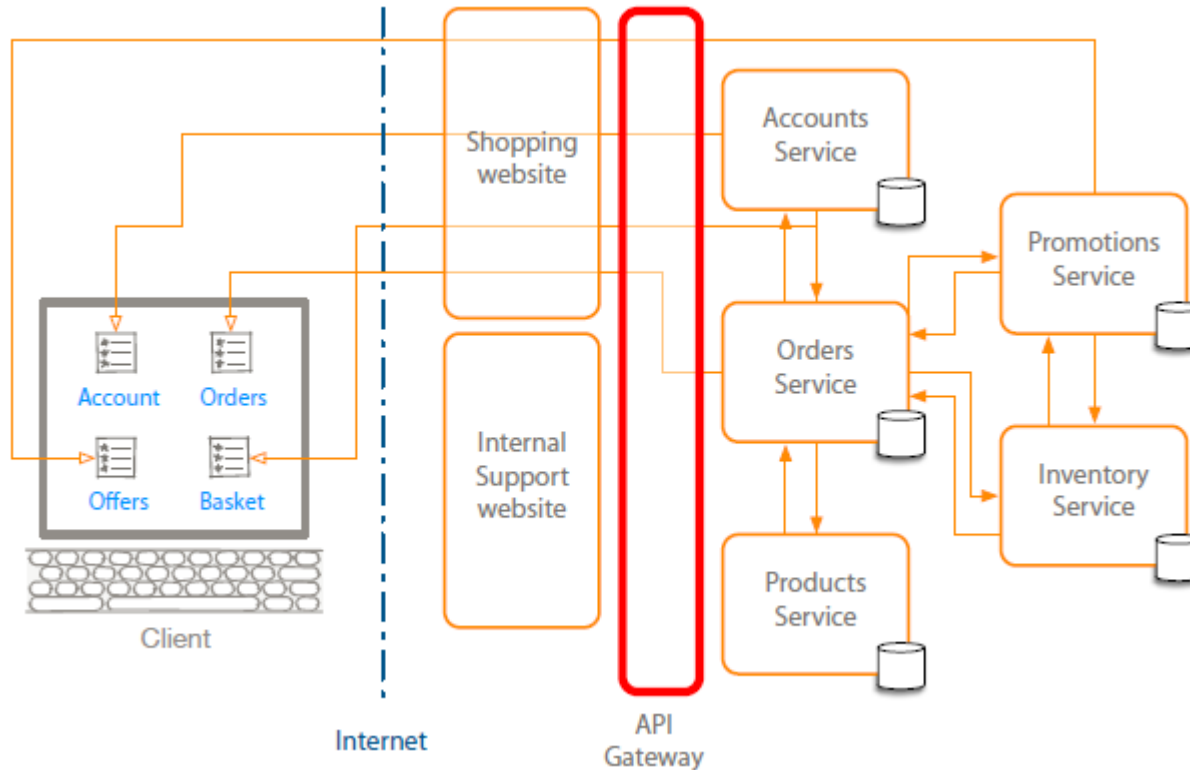 Shopping
website
Accounts
Service
Promotions
Service
Account
Orders
Offers
Basket
Orders
Service
Internal
Support
website
Inventory
Service
Products
Service
Client
Internet
API
Gateway